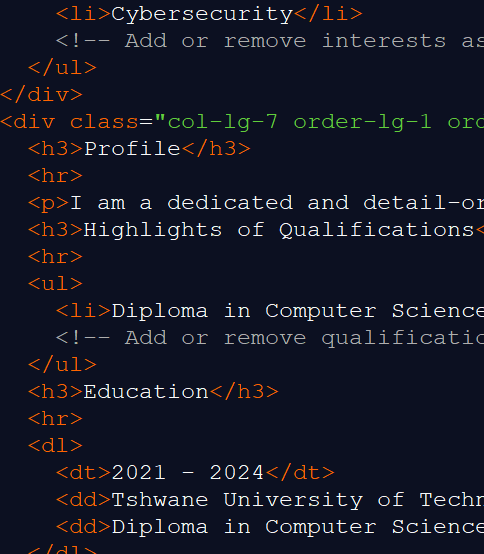 <li>Cybersecurity</li>
<!-- Add or remove interests as
</ul>
</div>
<div class="col-lg-7 order-lg-1 ord
<h3>Profile</h3>
<hr>
<p>I am a dedicated and detail-or
<h3>Highlights of Qualifications<
<hr>
<ul>
<li>Diploma in Computer Science
<!-- Add or remove qualificatio
</ul>
<h3>Education</h3>
<hr>
<dl>
<dt>2021 - 2024</dt>
<dd>Tshwane University of Techn
<dd>Diploma in Computer Science
</dl>